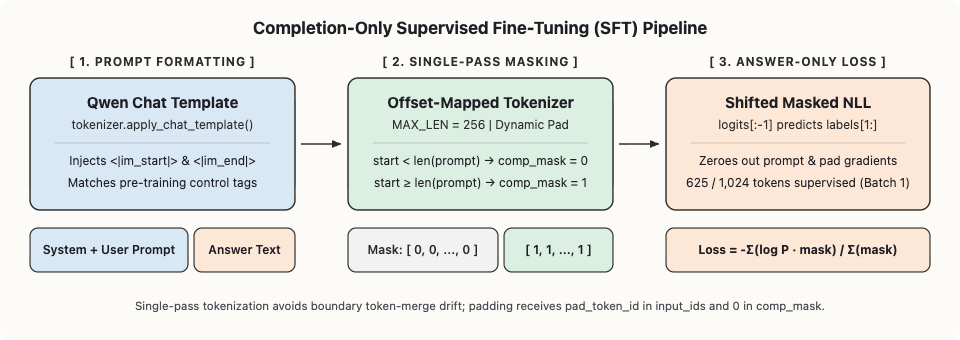 Completion-Only Supervised Fine-Tuning (SFT) Pipeline
[ 1. PROMPT FORMATTING ]
Qwen Chat Template
tokenizer.apply_chat_template()
Injects <|im_start|> & <|im_end|>
Matches pre-training control tags
System + User Prompt
Answer Text
[ 2. SINGLE-PASS MASKING ]
Offset-Mapped Tokenizer
MAX_LEN = 256 | Dynamic Pad
start < len(prompt) → comp_mask = 0
start ≥ len(prompt) → comp_mask = 1
Mask: [ 0, 0, ..., 0 ]
[ 1, 1, ..., 1 ]
[ 3. ANSWER-ONLY LOSS ]
Shifted Masked NLL
logits[:-1] predicts labels[1:]
Zeroes out prompt & pad gradients
625 / 1,024 tokens supervised (Batch 1)
Loss = -Σ(log P · mask) / Σ(mask)
Single-pass tokenization avoids boundary token-merge drift; padding receives pad_token_id in input_ids and 0 in comp_mask.